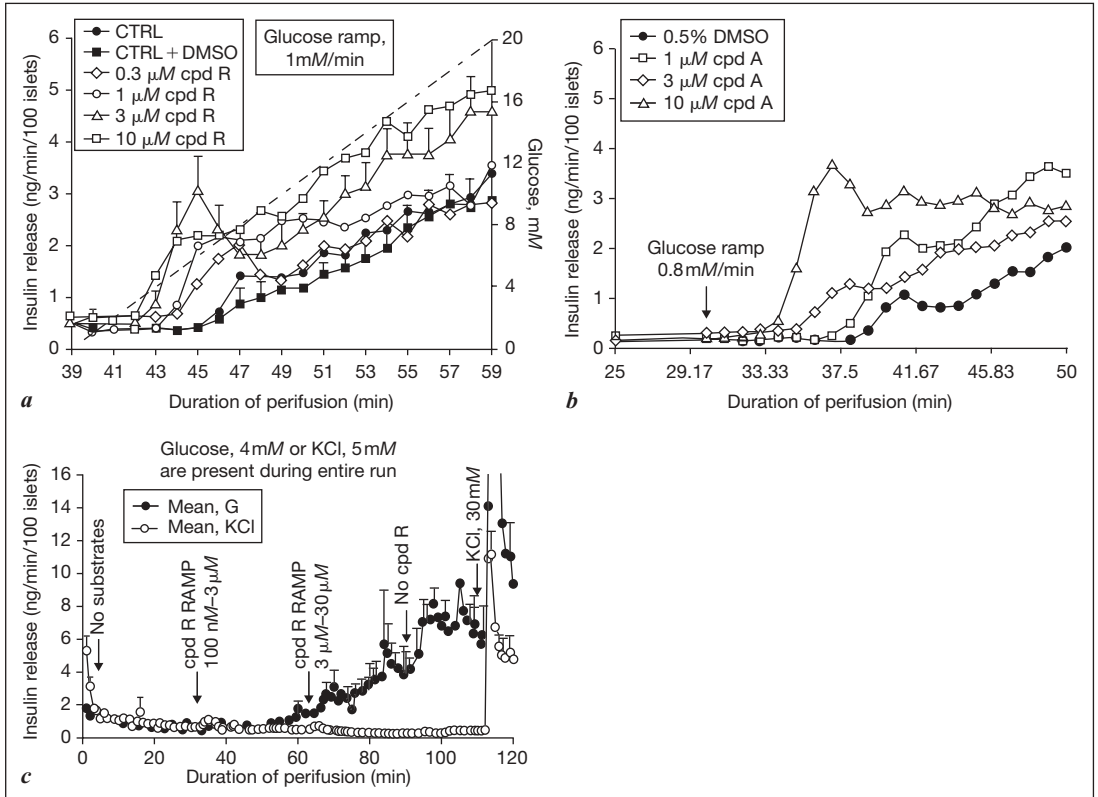 CTRL
CTRL + DMSO
0.3 μM cpd R
1 μM cpd R
3 μM cpd R
10 μM cpd R
Glucose ramp,
1mM/min
Insulin release (ng/min/100 islets)
6
5
4
3
2
1
0
20
16
12
8
4
0
Glucose, mM
39 41 43 45 47 49 51 53 55 57 59
Duration of perifusion (min)
a
0.5% DMSO
1 μM cpd A
3 μM cpd A
10 μM cpd A
Insulin release (ng/min/100 islets)
6
5
4
3
2
1
0
Glucose ramp
0.8mM/min
25 29.17 33.33 37.5 41.67 45.83 50
Duration of perifusion (min)
b
Glucose, 4mM or KCl, 5mM
are present during entire run
Mean, G
Mean, KCl
Insulin release (ng/min/100 islets)
16
14
12
10
8
6
4
2
0
No substrates
cpd R RAMP
100 nM–3μM
cpd R RAMP
3 μM–30μM
No cpd R
KCl, 30mM
0 20 40 60 80 100 120
Duration of perifusion (min)
c